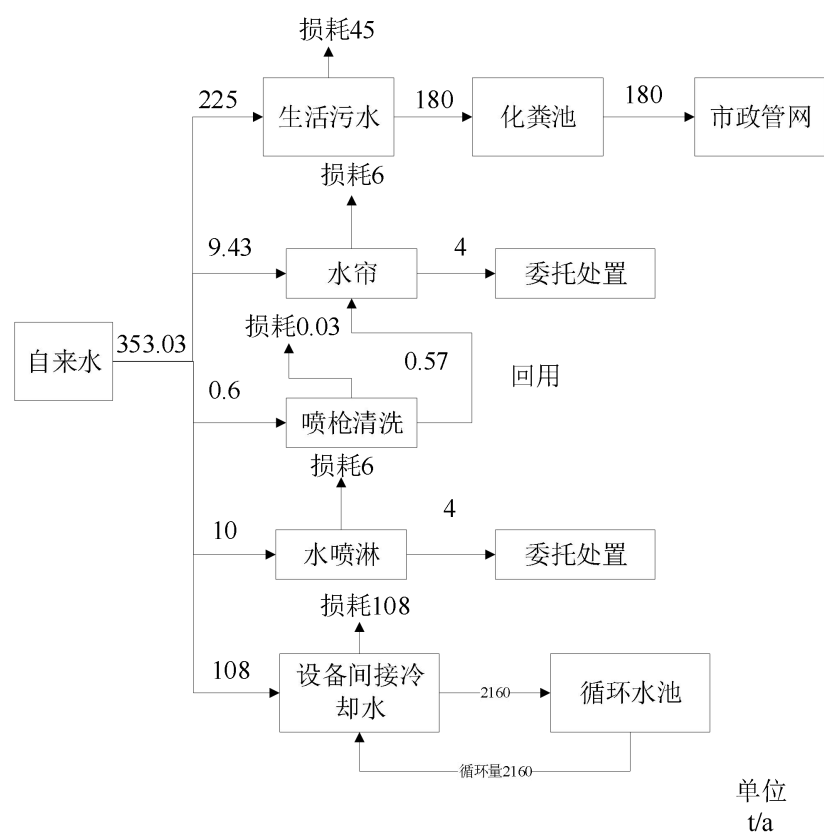 损耗45
225
生活污水
180
化粪池
180
市政管网
损耗6
9.43
水帘
4
委托处置
自来水
353.03
损耗0.03
0.57
回用
0.6
喷枪清洗
损耗6
10
水喷淋
4
委托处置
损耗108
108
设备间接冷
却水
2160
循环水池
循环量2160
单位
t/a